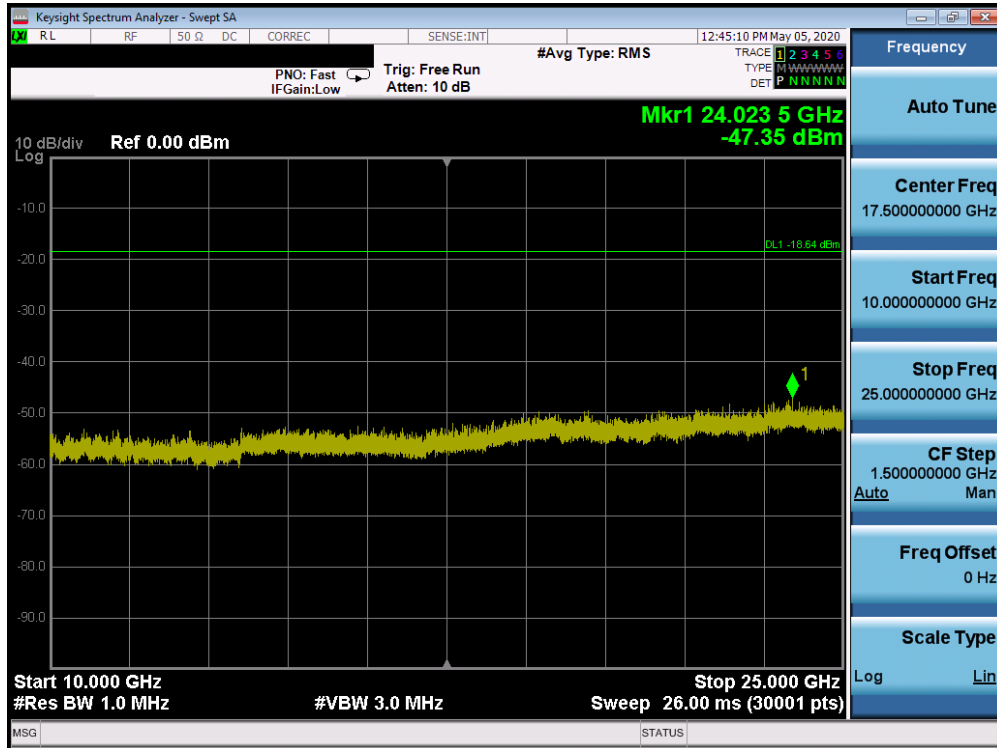 Keysight Spectrum Analyzer - Swept SA
LXI RL RF 50 Ω DC CORREC SENSE:INT 12:45:10 PM May 05, 2020
Frequency
#Avg Type: RMS
TRACE 1 2 3 4 5 6
PNO: Fast Trig: Free Run
TYPE M WWWWW
IFGain:Low Atten: 10 dB
DET P N N N N N
Auto Tune
Mkr1 24.023 5 GHz
-47.35 dBm
10 dB/div Ref 0.00 dBm
Log
-10.0
-20.0
-30.0
-40.0
-50.0
-60.0
-70.0
-80.0
-90.0
DL1 -18.64 dBm
1
Start 10.000 GHz Stop 25.000 GHz
#Res BW 1.0 MHz #VBW 3.0 MHz Sweep 26.00 ms (30001 pts)
Center Freq
17.500000000 GHz
Start Freq
10.000000000 GHz
Stop Freq
25.000000000 GHz
CF Step
1.500000000 GHz
Auto Man
Freq Offset
0 Hz
Scale Type
Log Lin
MSG STATUS